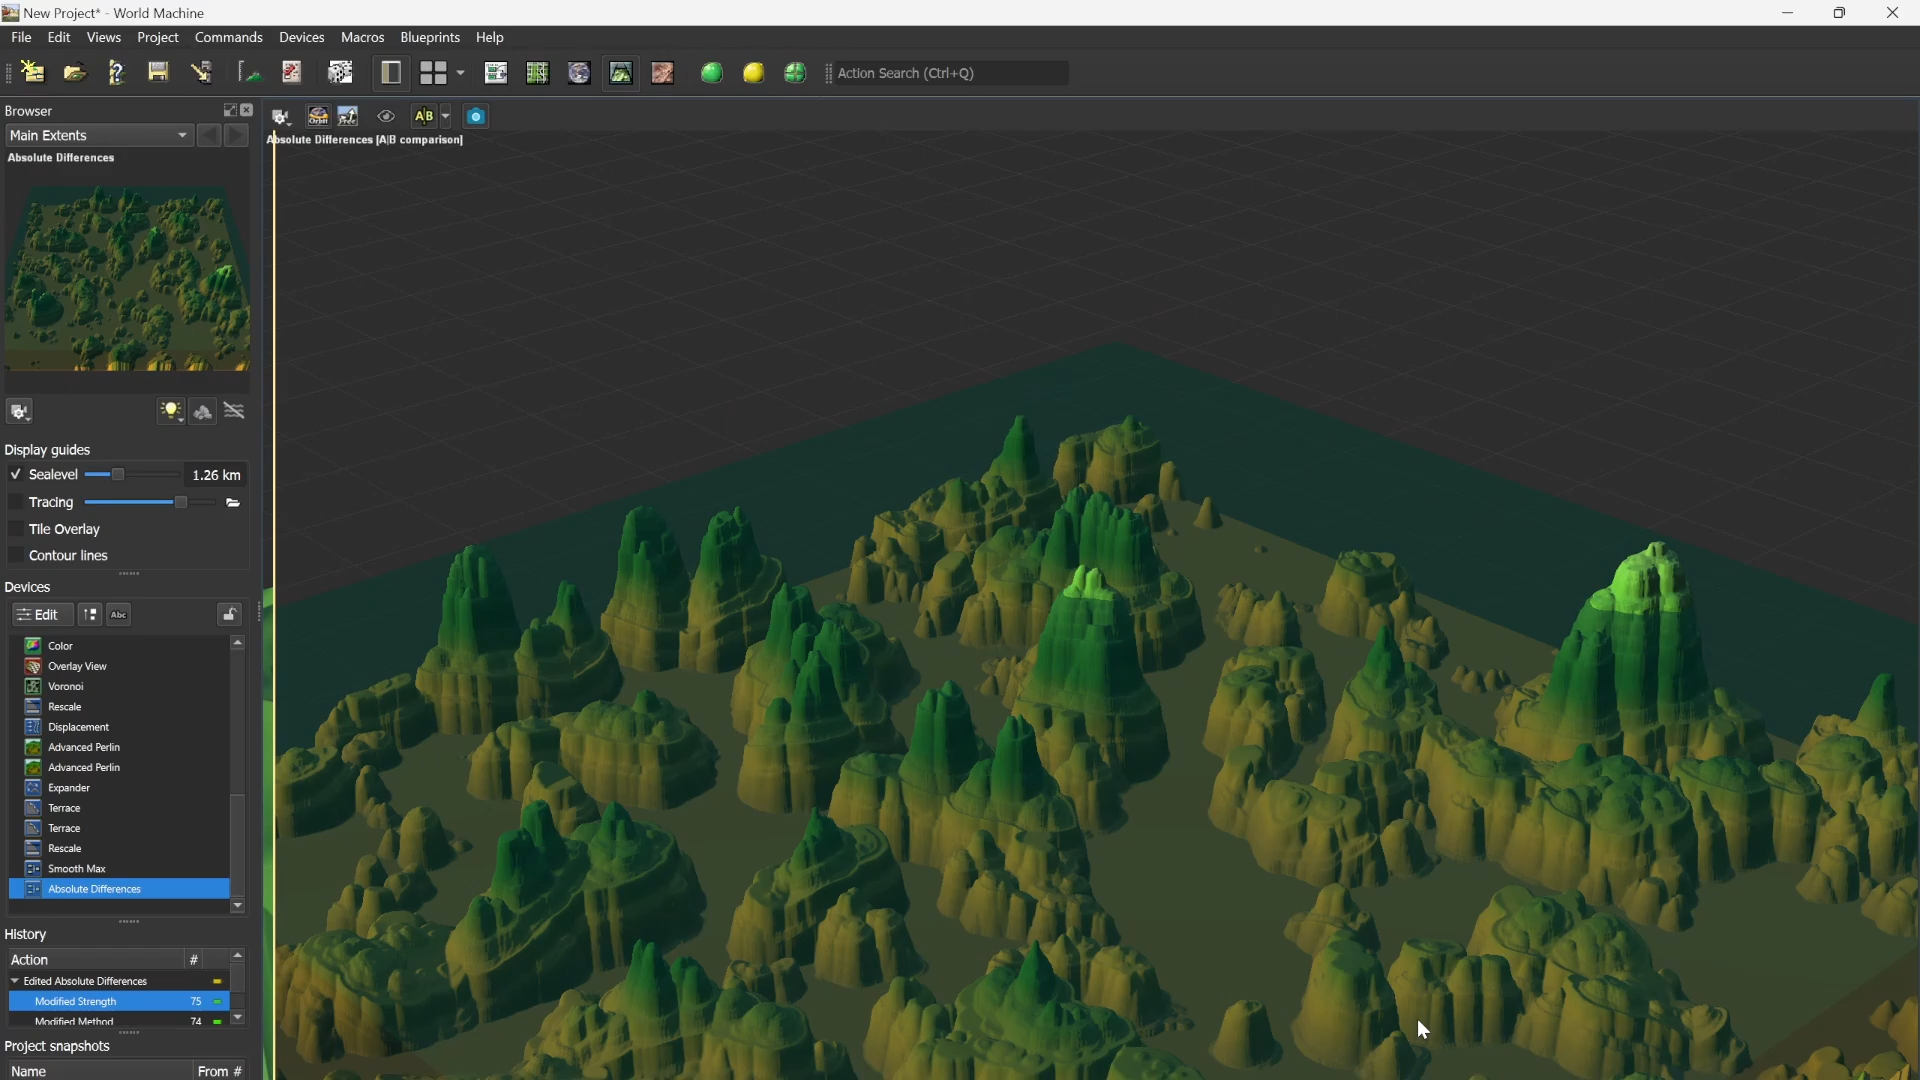 New Project* - World Machine
File Edit Views Project Commands Devices Macros Blueprints Help
Action Search (Ctrl+Q)
Browser
Main Extents
Absolute Differences
A|B
Absolute Differences [A|B comparison]
Display guides
Sealevel 1.26 km
Tracing
Tile Overlay
Contour lines
Devices
Edit Abc
Color
Overlay View
Voronoi
Rescale
Displacement
Advanced Perlin
Advanced Perlin
Expander
Terrace
Terrace
Rescale
Smooth Max
Absolute Differences
History
Action #
Edited Absolute Differences
Modified Strength 75
Modified Method 74
Project snapshots
Name From #